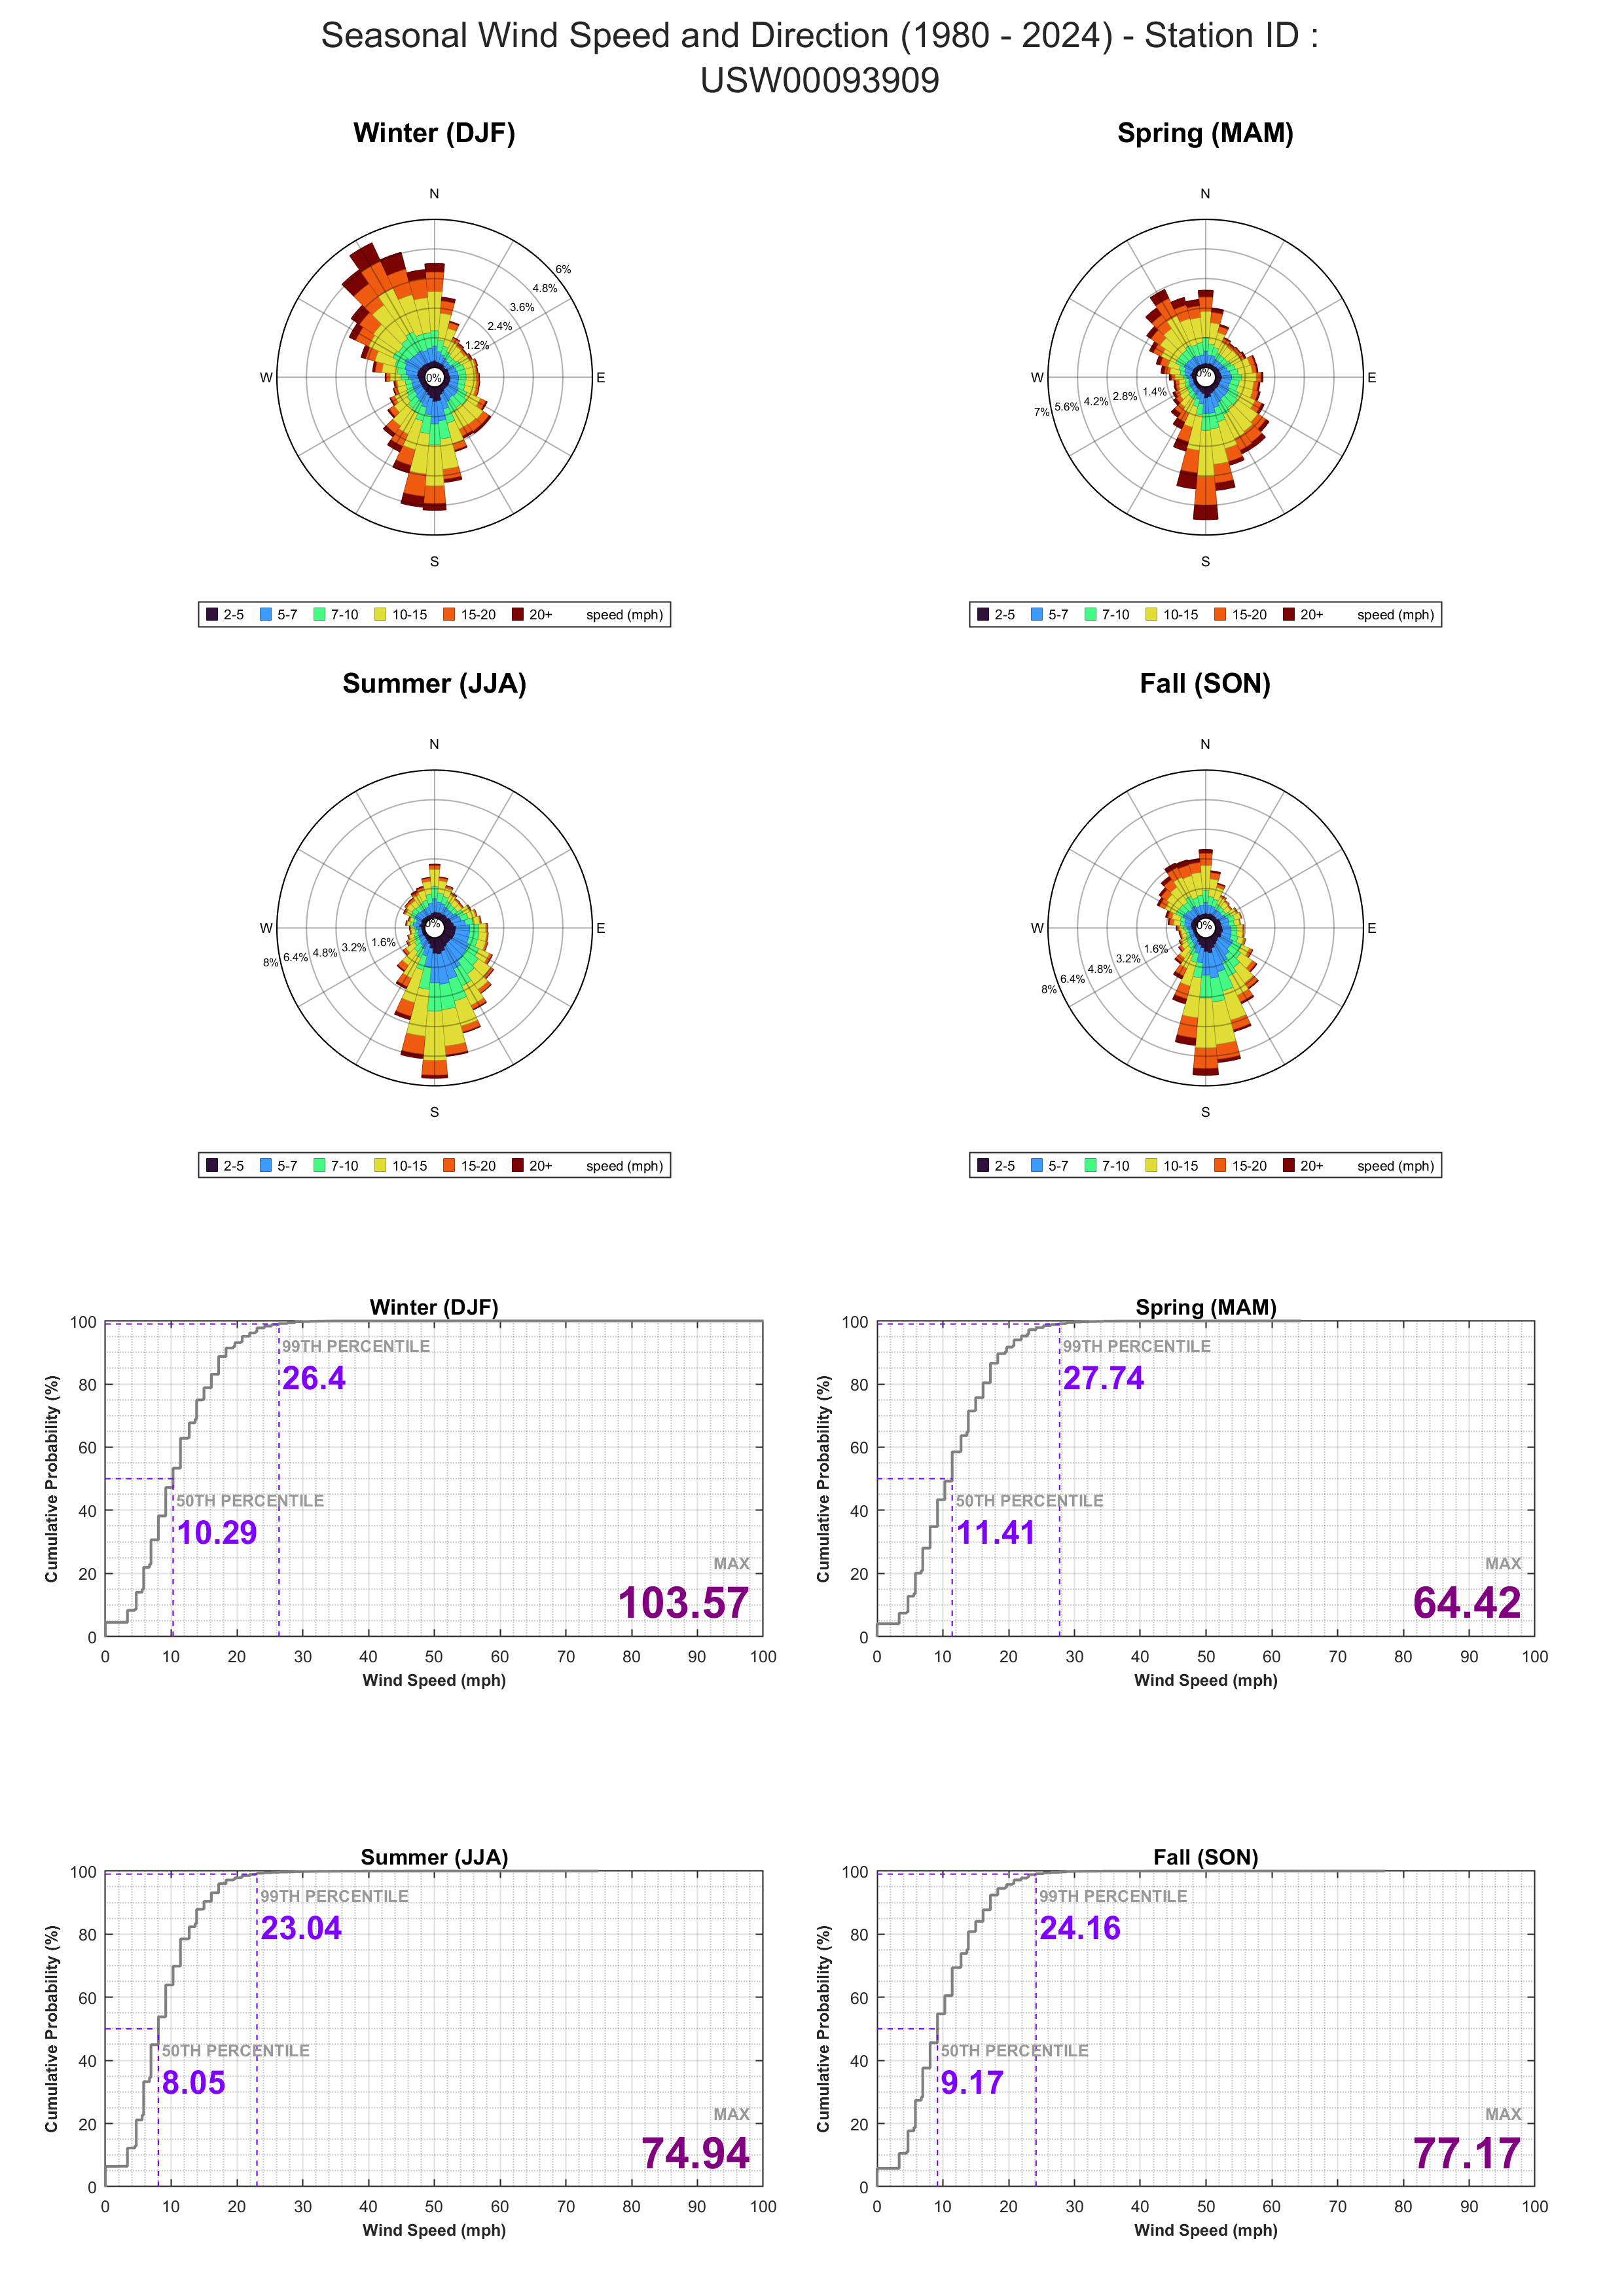 Seasonal Wind Speed and Direction (1980 - 2024) - Station ID :
USW00093909
Winter (DJF)
N
6%
4.8%
3.6%
2.4%
1.2%
0%
W
E
S
2-5 5-7 7-10 10-15 15-20 20+ speed (mph)
Spring (MAM)
N
0%
W
E
7% 5.6% 4.2% 2.8% 1.4%
S
2-5 5-7 7-10 10-15 15-20 20+ speed (mph)
Summer (JJA)
N
0%
W
E
8% 6.4% 4.8% 3.2% 1.6%
S
2-5 5-7 7-10 10-15 15-20 20+ speed (mph)
Fall (SON)
N
0%
W
E
8% 6.4% 4.8% 3.2% 1.6%
S
2-5 5-7 7-10 10-15 15-20 20+ speed (mph)
Winter (DJF)
Cumulative Probability (%)
100
80
60
40
20
0
99TH PERCENTILE
26.4
50TH PERCENTILE
10.29
MAX
103.57
0 10 20 30 40 50 60 70 80 90 100
Wind Speed (mph)
Spring (MAM)
Cumulative Probability (%)
100
80
60
40
20
0
99TH PERCENTILE
27.74
50TH PERCENTILE
11.41
MAX
64.42
0 10 20 30 40 50 60 70 80 90 100
Wind Speed (mph)
Summer (JJA)
Cumulative Probability (%)
100
80
60
40
20
0
99TH PERCENTILE
23.04
50TH PERCENTILE
8.05
MAX
74.94
0 10 20 30 40 50 60 70 80 90 100
Wind Speed (mph)
Fall (SON)
Cumulative Probability (%)
100
80
60
40
20
0
99TH PERCENTILE
24.16
50TH PERCENTILE
9.17
MAX
77.17
0 10 20 30 40 50 60 70 80 90 100
Wind Speed (mph)